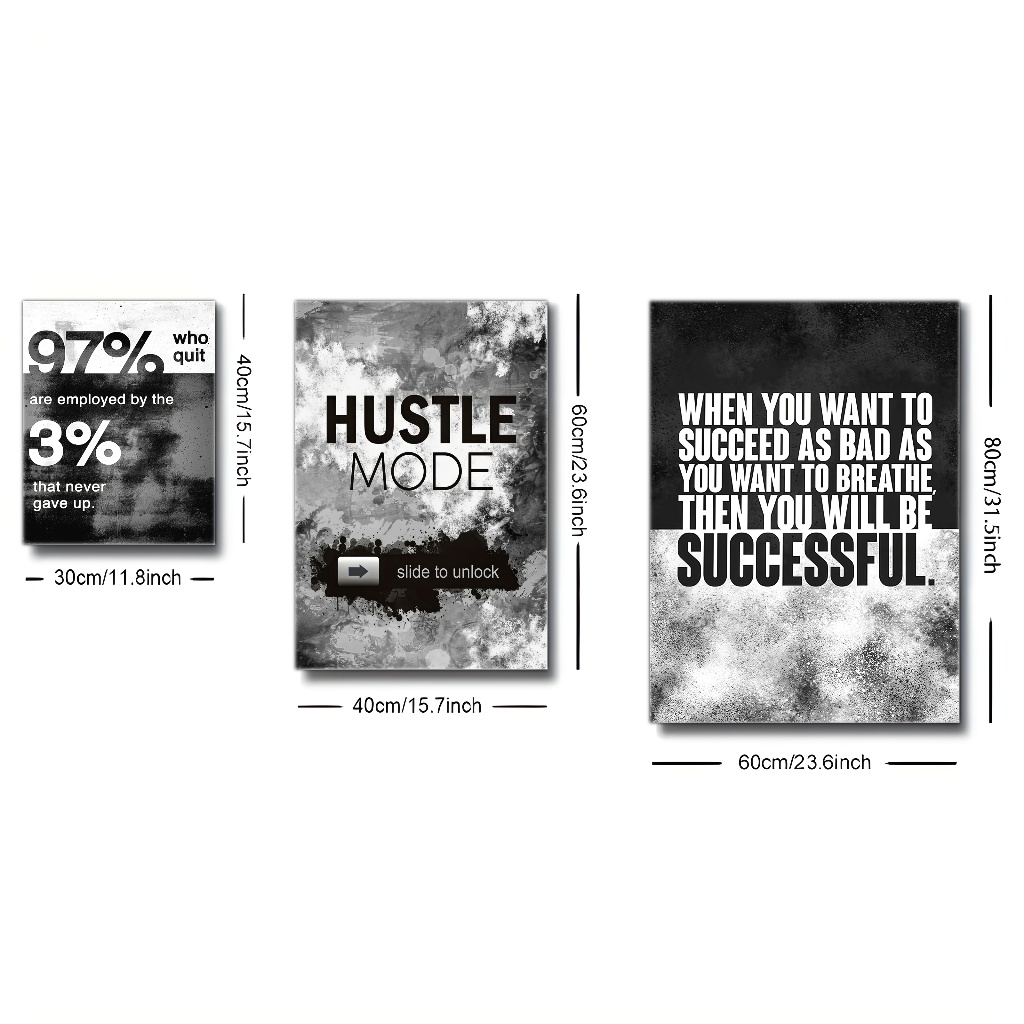 97% who
quit
are employed by the
3%
that never
gave up.
40cm/15.7inch
30cm/11.8inch
HUSTLE
MODE
slide to unlock
60cm/23.6inch
40cm/15.7inch
WHEN YOU WANT TO
SUCCEED AS BAD AS
YOU WANT TO BREATHE,
THEN YOU WILL BE
SUCCESSFUL.
80cm/31.5inch
60cm/23.6inch